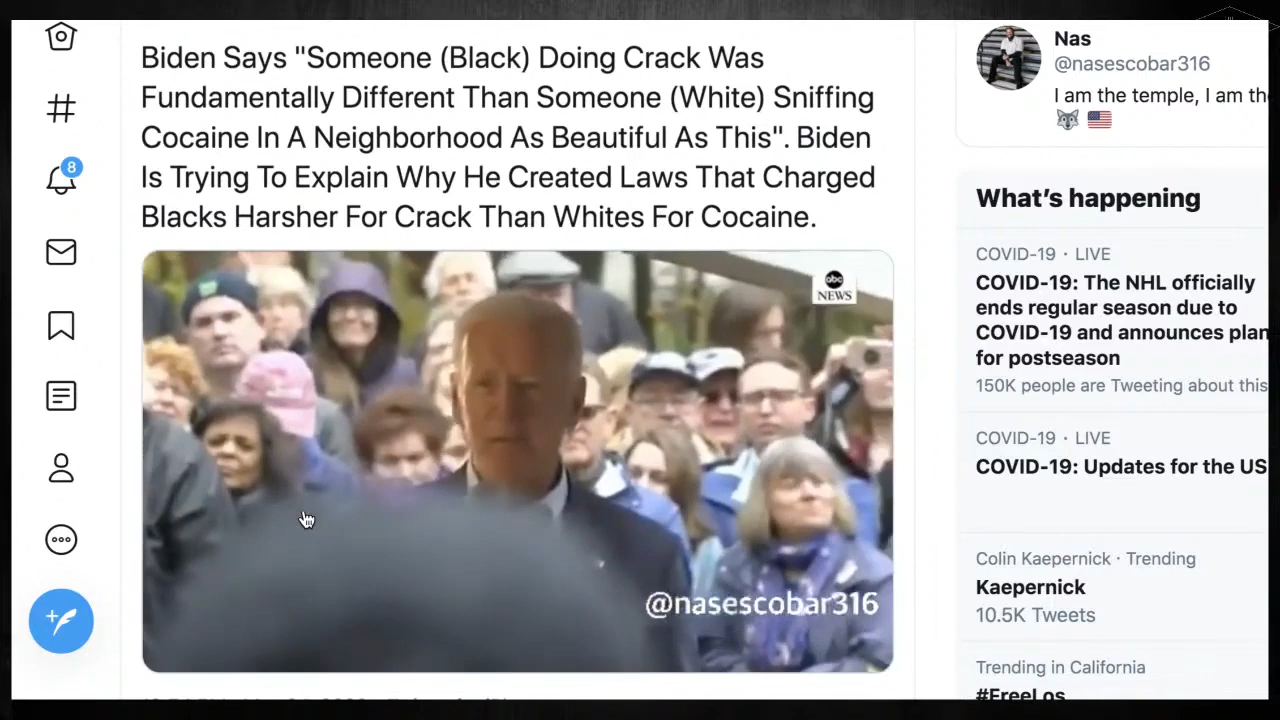 Biden Says "Someone (Black) Doing Crack Was
Fundamentally Different Than Someone (White) Sniffing
Cocaine In A Neighborhood As Beautiful As This". Biden
Is Trying To Explain Why He Created Laws That Charged
Blacks Harsher For Crack Than Whites For Cocaine.
abc
NEWS
@nasescobar316
8
Nas
@nasescobar316
I am the temple, I am the
What's happening
COVID-19 · LIVE
COVID-19: The NHL officially
ends regular season due to
COVID-19 and announces plan
for postseason
150K people are Tweeting about this
COVID-19 · LIVE
COVID-19: Updates for the US
Colin Kaepernick · Trending
Kaepernick
10.5K Tweets
Trending in California
#FreeLos